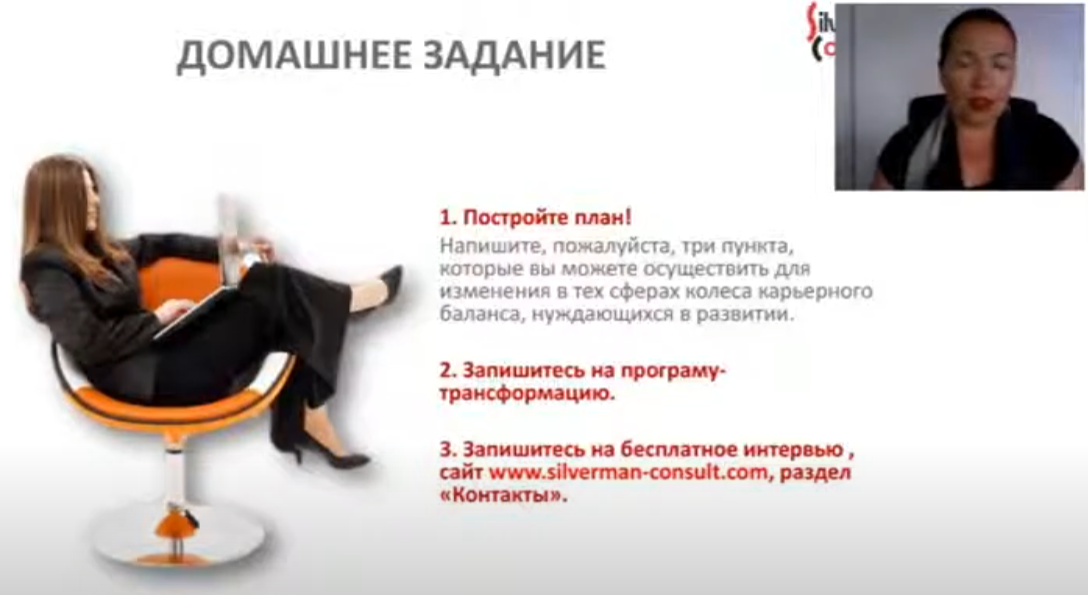 ДОМАШНЕЕ ЗАДАНИЕ
1. Постройте план!
Напишите, пожалуйста, три пункта,
которые вы можете осуществить для
изменения в тех сферах колеса карьерного
баланса, нуждающихся в развитии.
2. Запишитесь на програму-
трансформацию.
3. Запишитесь на бесплатное интервью ,
сайт www.silverman-consult.com, раздел
«Контакты».